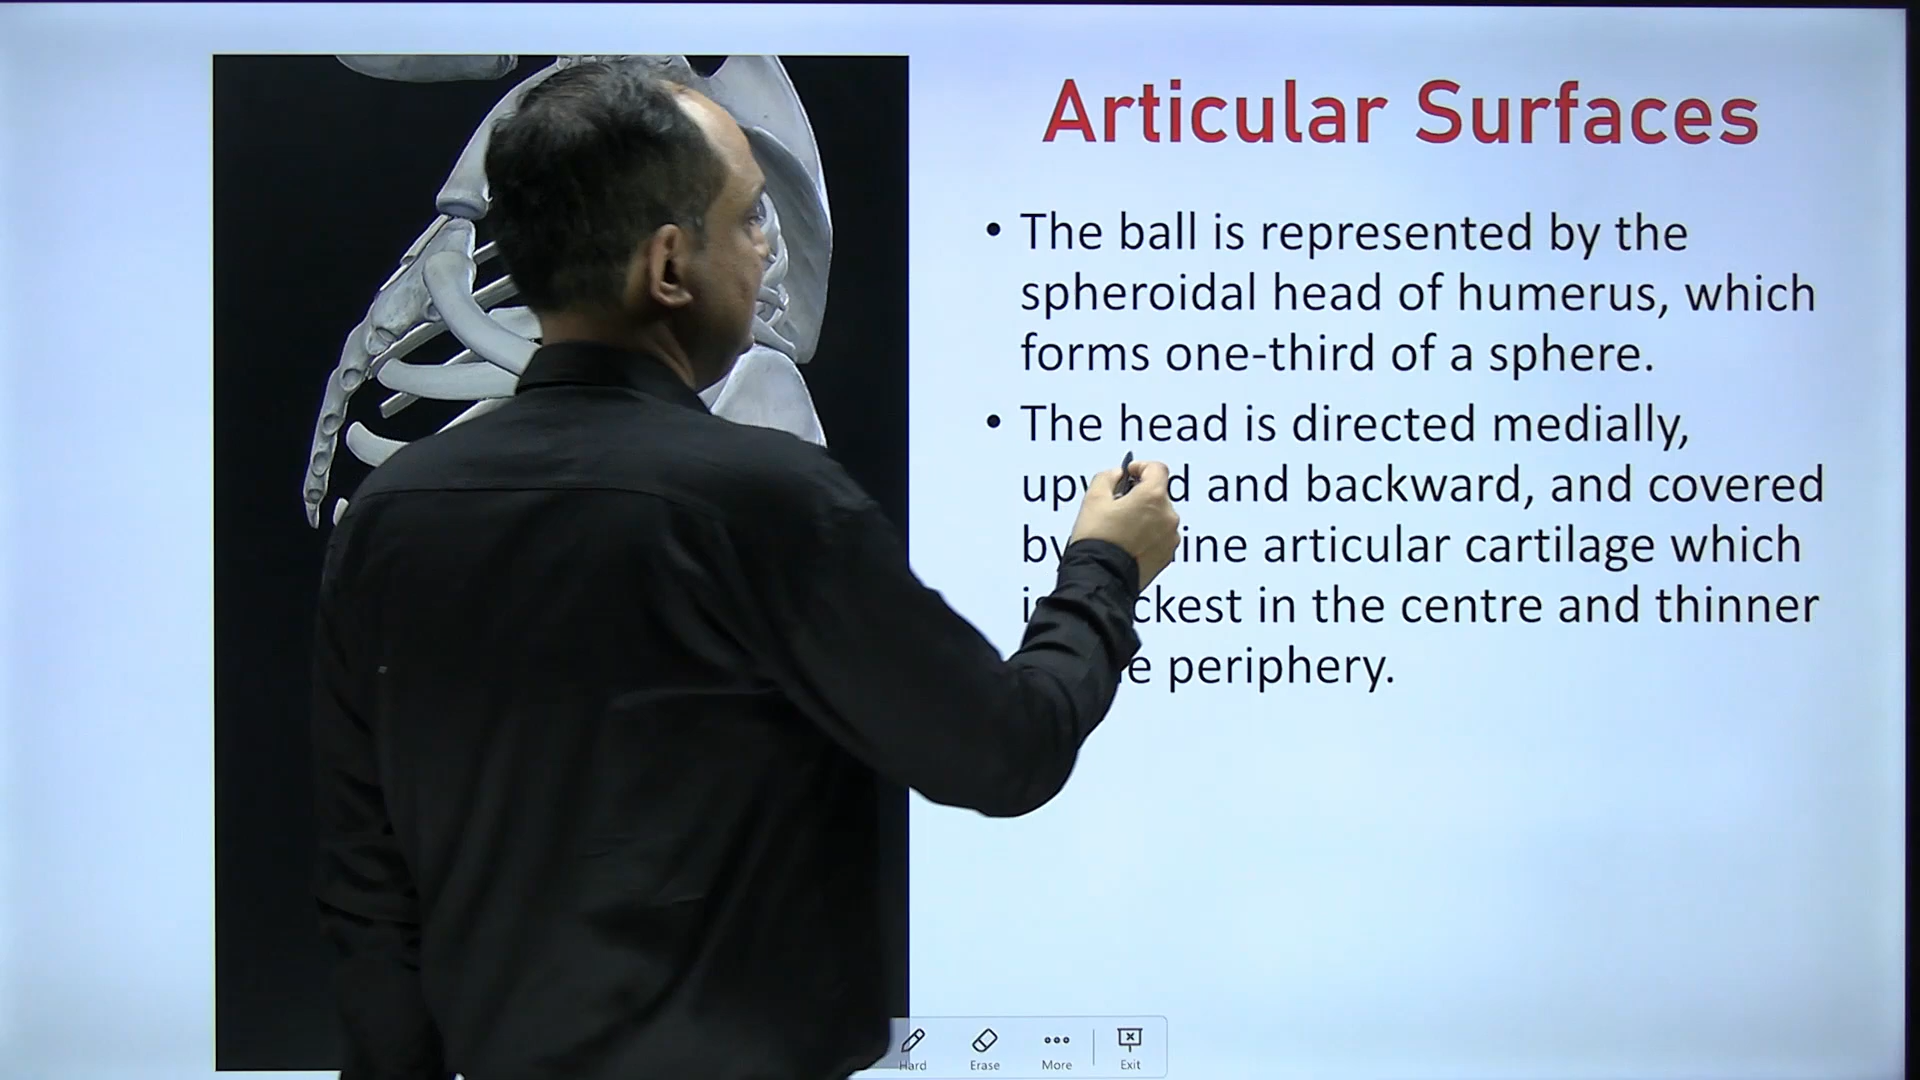 Articular Surfaces
• The ball is represented by the
spheroidal head of humerus, which
forms one-third of a sphere.
• The head is directed medially,
and backward, and covered
by articular cartilage which
in the centre and thinner
periphery.
Hard Erase More Exit